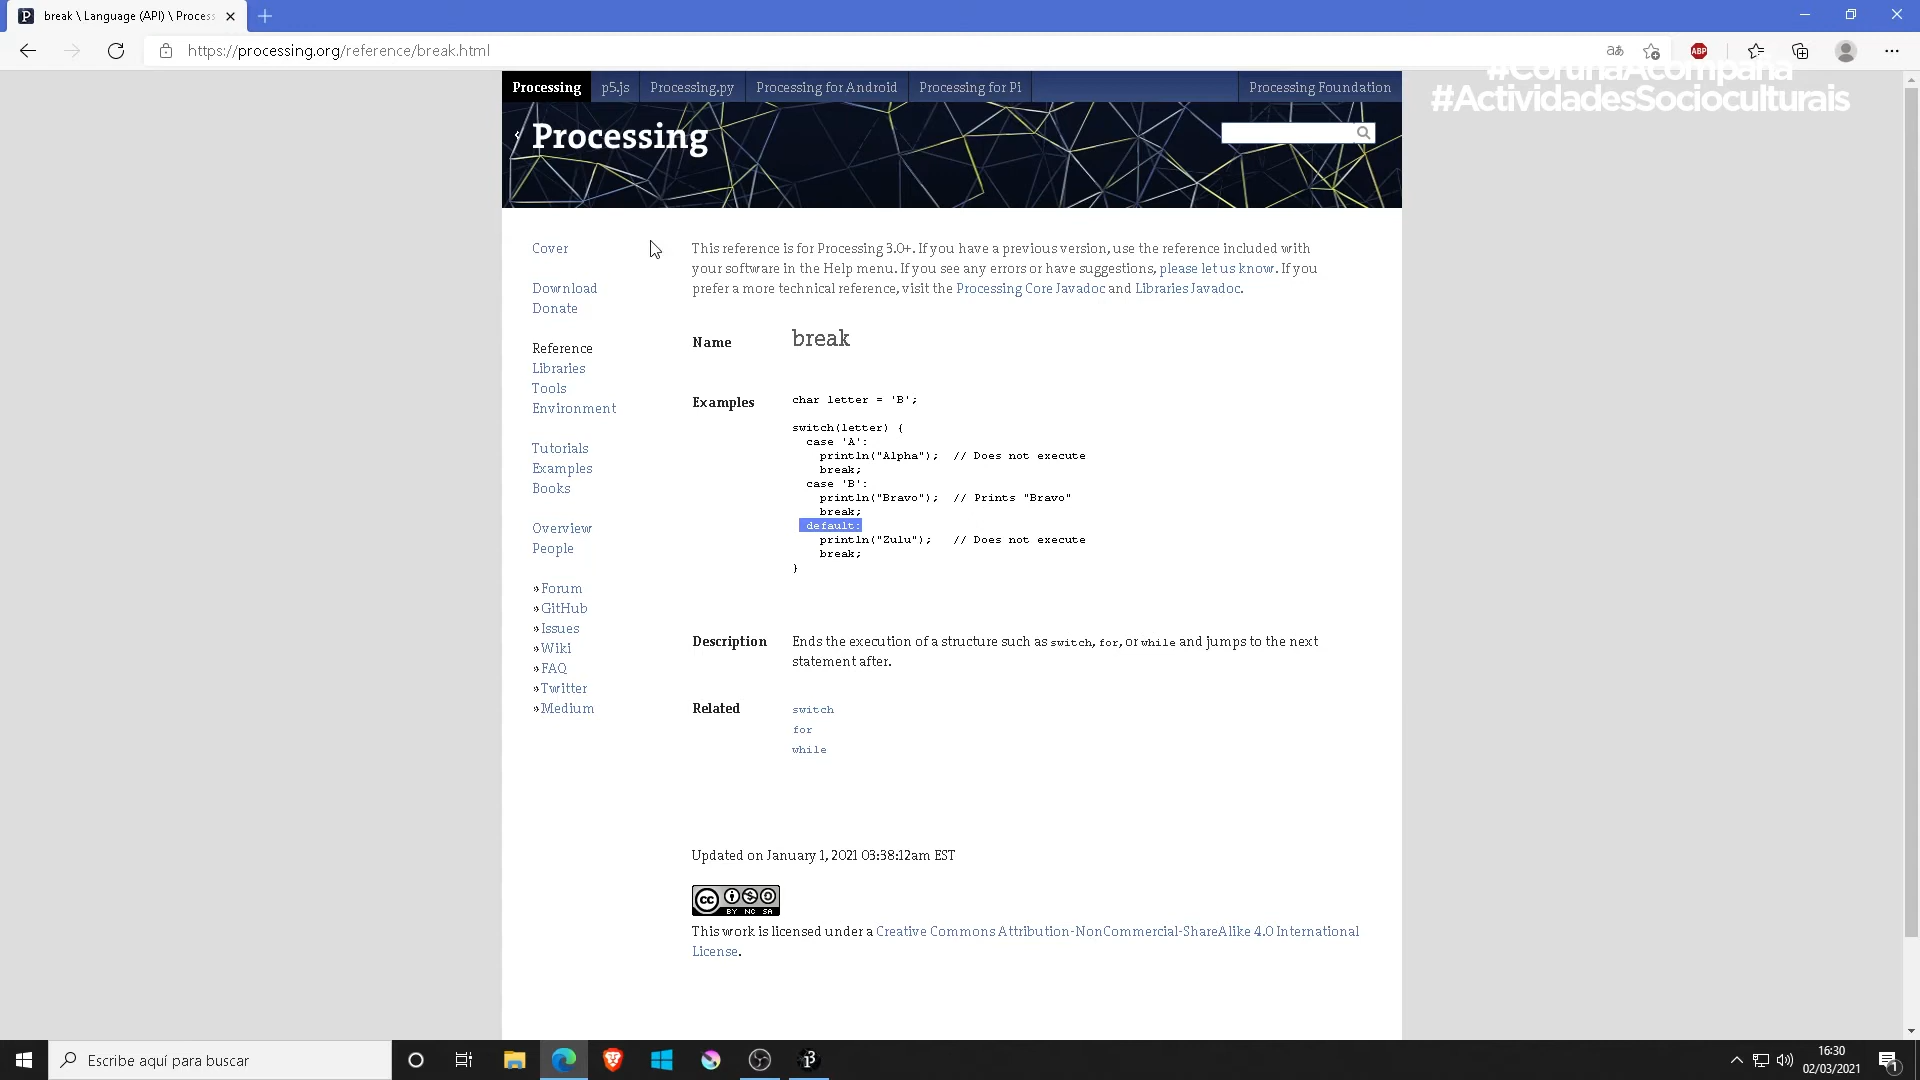 break \ Language (API) \ Process
https://processing.org/reference/break.html
aあ
ABP
#CoruñaAcompaña
#ActividadesSocioculturais
Processing
p5.js
Processing.py
Processing for Android
Processing for Pi
Processing Foundation
Processing
Cover
Download
Donate
Reference
Libraries
Tools
Environment
Tutorials
Examples
Books
Overview
People
» Forum
» GitHub
» Issues
» Wiki
» FAQ
» Twitter
» Medium
This reference is for Processing 3.0+. If you have a previous version, use the reference included with
your software in the Help menu. If you see any errors or have suggestions, please let us know. If you
prefer a more technical reference, visit the Processing Core Javadoc and Libraries Javadoc.
Name
break
Examples
char letter = 'B';
switch(letter) {
case 'A':
println("Alpha"); // Does not execute
break;
case 'B':
println("Bravo"); // Prints "Bravo"
break;
default:
println("Zulu"); // Does not execute
break;
}
Description
Ends the execution of a structure such as switch, for, or while and jumps to the next
statement after.
Related
switch
for
while
Updated on January 1, 2021 03:38:12am EST
cc
BY NC SA
This work is licensed under a Creative Commons Attribution-NonCommercial-ShareAlike 4.0 International
License.
Escribe aquí para buscar
16:30
02/03/2021
1